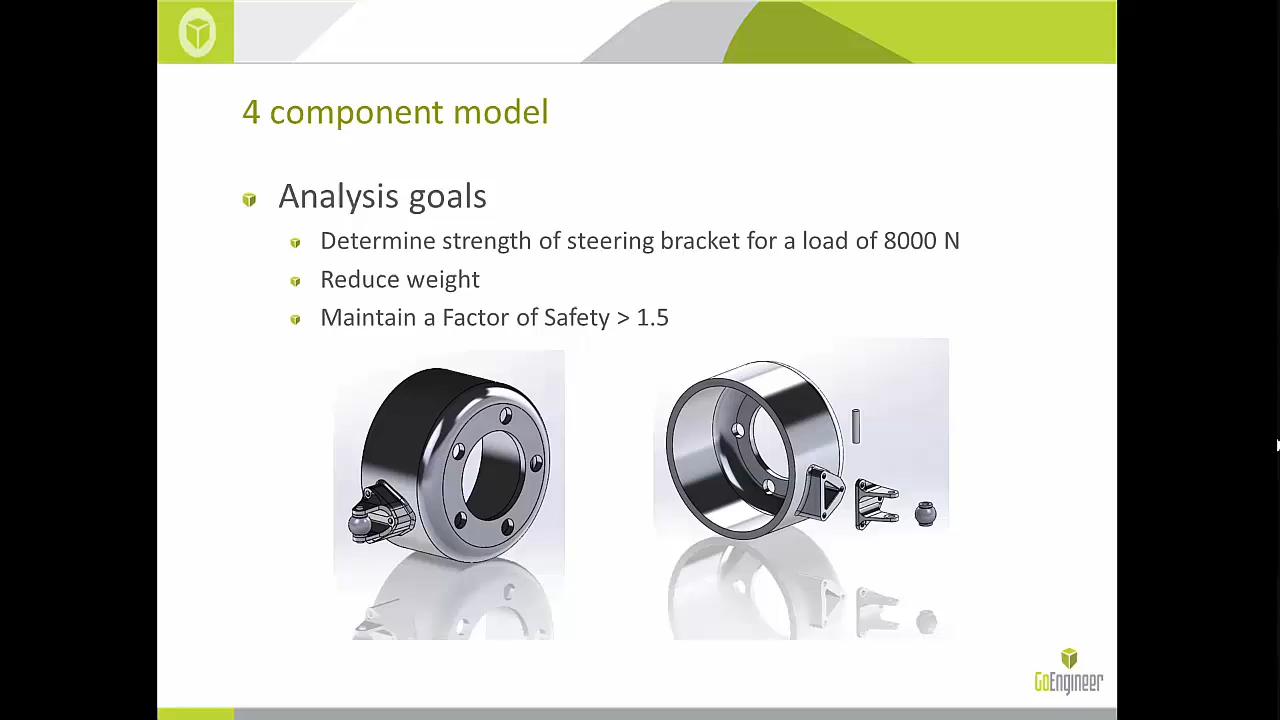 4 component model
Analysis goals
Determine strength of steering bracket for a load of 8000 N
Reduce weight
Maintain a Factor of Safety > 1.5
GoEngineer